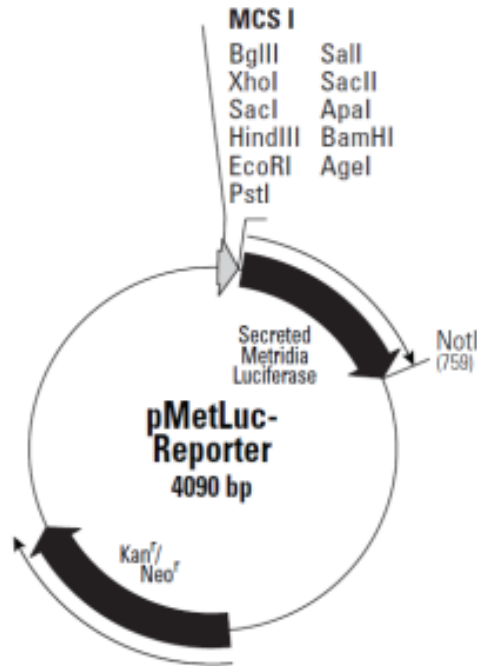 MCS I
BglII SalI
XhoI SacII
SacI ApaI
HindIII BamHI
EcoRI AgeI
PstI
Secreted
Metridia
Luciferase
NotI
(759)
pMetLuc-
Reporter
4090 bp
Kanʳ/
Neoʳ